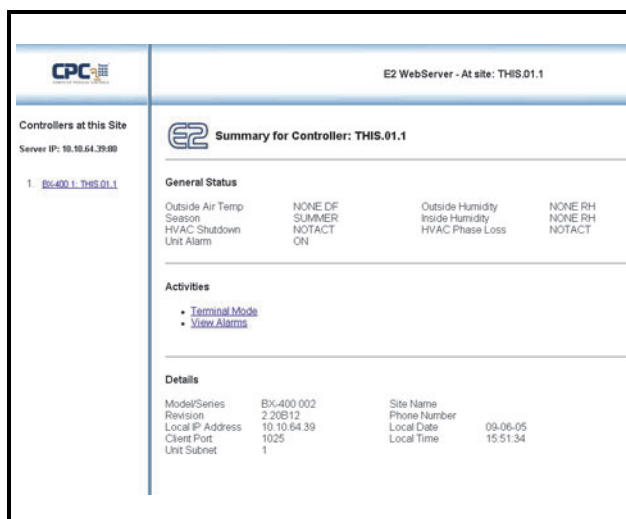 CPC
E2 WebServer - At site: THIS.01.1
Controllers at this Site
Server IP: 10.10.64.39:80
1. BX-400 1: THIS.01.1
E2 Summary for Controller: THIS.01.1
General Status
Outside Air Temp NONE DF Outside Humidity NONE RH
Season SUMMER Inside Humidity NONE RH
HVAC Shutdown NOTACT HVAC Phase Loss NOTACT
Unit Alarm ON
Activities
• Terminal Mode
• View Alarms
Details
Model/Series BX-400 002 Site Name
Revision 2.20B12 Phone Number
Local IP Address 10.10.64.39 Local Date 09-06-05
Client Port 1025 Local Time 15:51:34
Unit Subnet 1